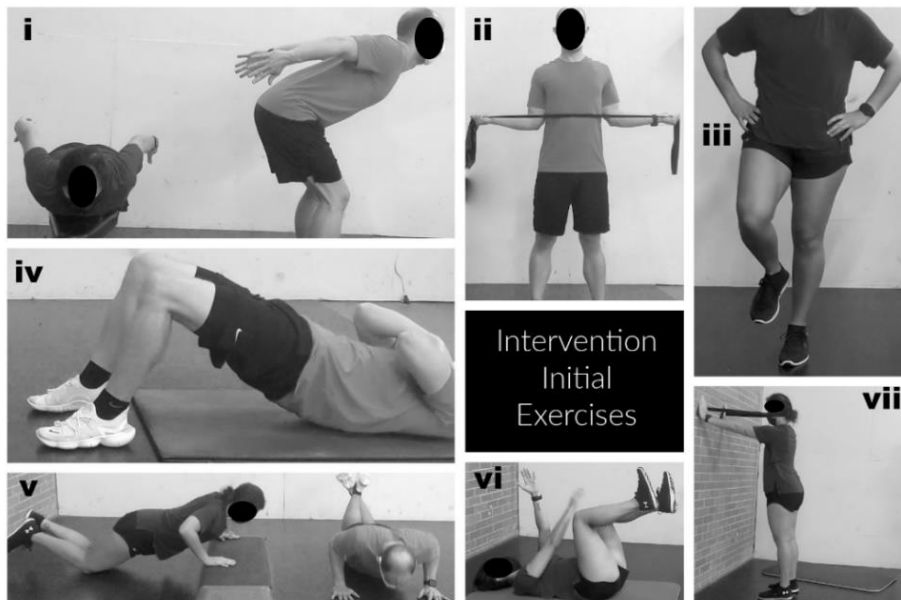 i
ii
iii
iv
Intervention
Initial
Exercises
v
vi
vii